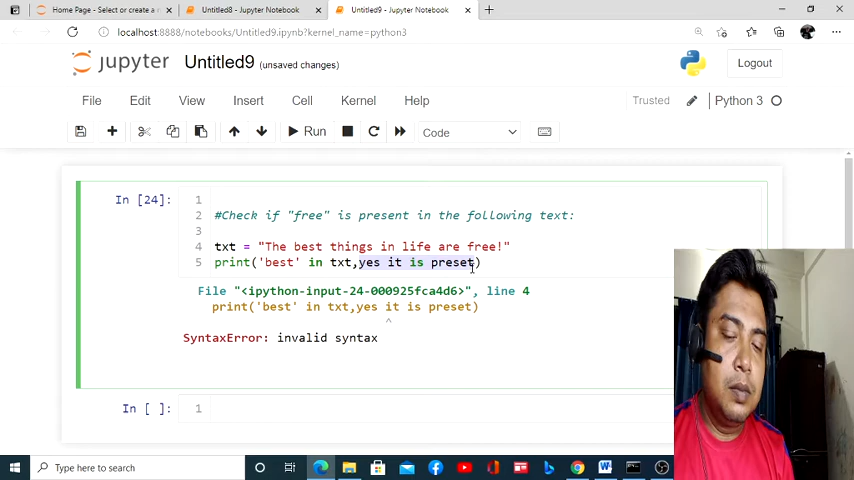 Home Page - Select or create a n
Untitled8 - Jupyter Notebook
Untitled9 - Jupyter Notebook
localhost:8888/notebooks/Untitled9.ipynb?kernel_name=python3
jupyter Untitled9 (unsaved changes)
Logout
File Edit View Insert Cell Kernel Help
Trusted Python 3
Run Code
In [24]:
1
2 #Check if "free" is present in the following text:
3
4 txt = "The best things in life are free!"
5 print('best' in txt,yes it is preset)
File "<ipython-input-24-000925fca4d6>", line 4
print('best' in txt,yes it is preset)
^
SyntaxError: invalid syntax
In [ ]: 1
Type here to search